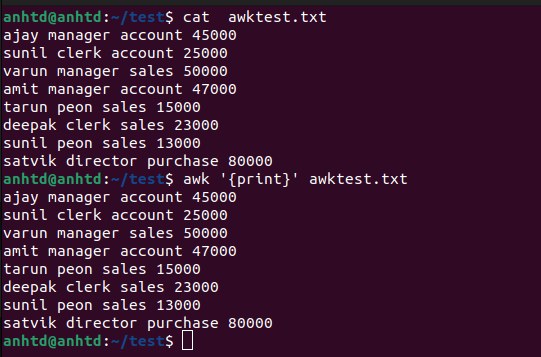 anhtd@anhtd:~/test$ cat  awktest.txt
ajay manager account 45000
sunil clerk account 25000
varun manager sales 50000
amit manager account 47000
tarun peon sales 15000
deepak clerk sales 23000
sunil peon sales 13000
satvik director purchase 80000
anhtd@anhtd:~/test$ awk '{print}' awktest.txt
ajay manager account 45000
sunil clerk account 25000
varun manager sales 50000
amit manager account 47000
tarun peon sales 15000
deepak clerk sales 23000
sunil peon sales 13000
satvik director purchase 80000
anhtd@anhtd:~/test$